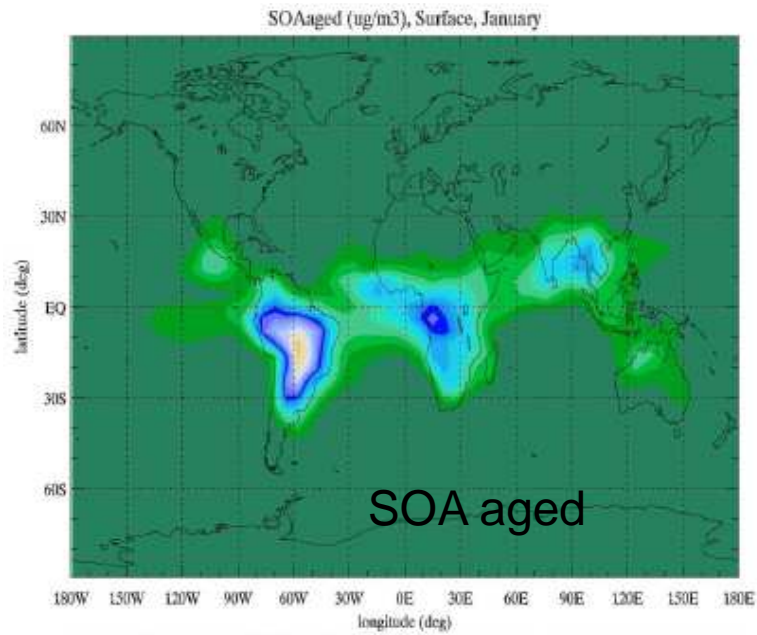 SOAaged (ug/m3), Surface, January
latitude (deg)
60N
30N
EQ
30S
60S
SOA aged
180W 150W 120W 90W 60W 30W 0E 30E 60E 90E 120E 150E 180E
longitude (deg)